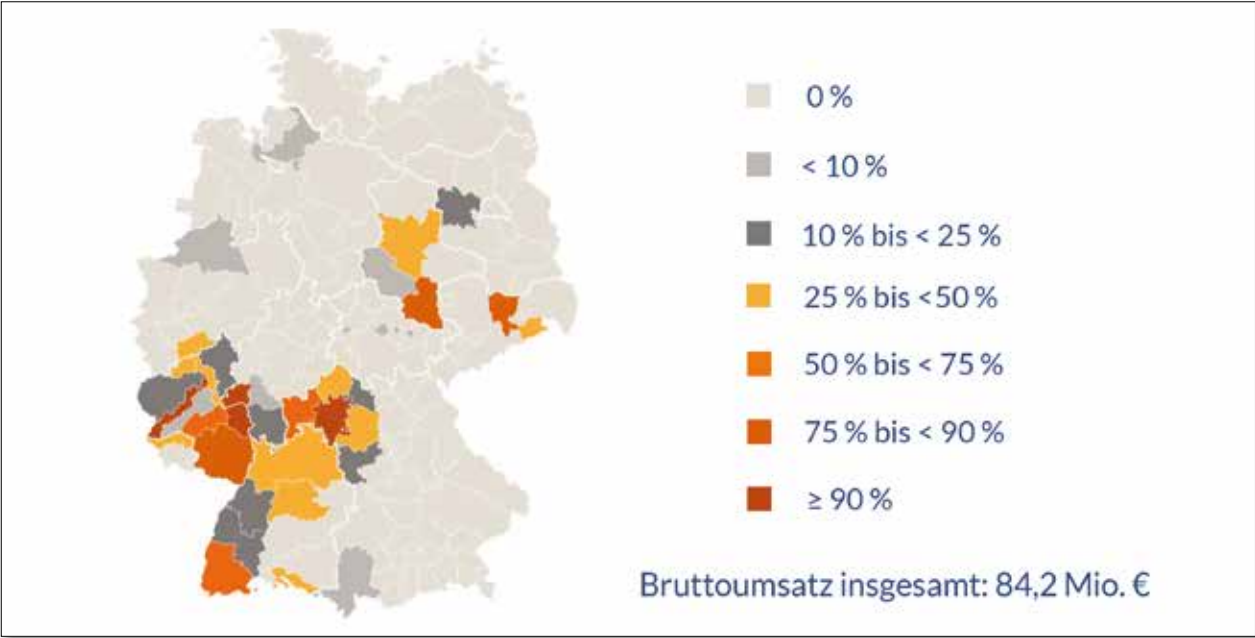 0 %
< 10 %
10 % bis < 25 %
25 % bis <50 %
50 % bis < 75 %
75 % bis < 90 %
≥ 90 %
Bruttoumsatz insgesamt: 84,2 Mio. €